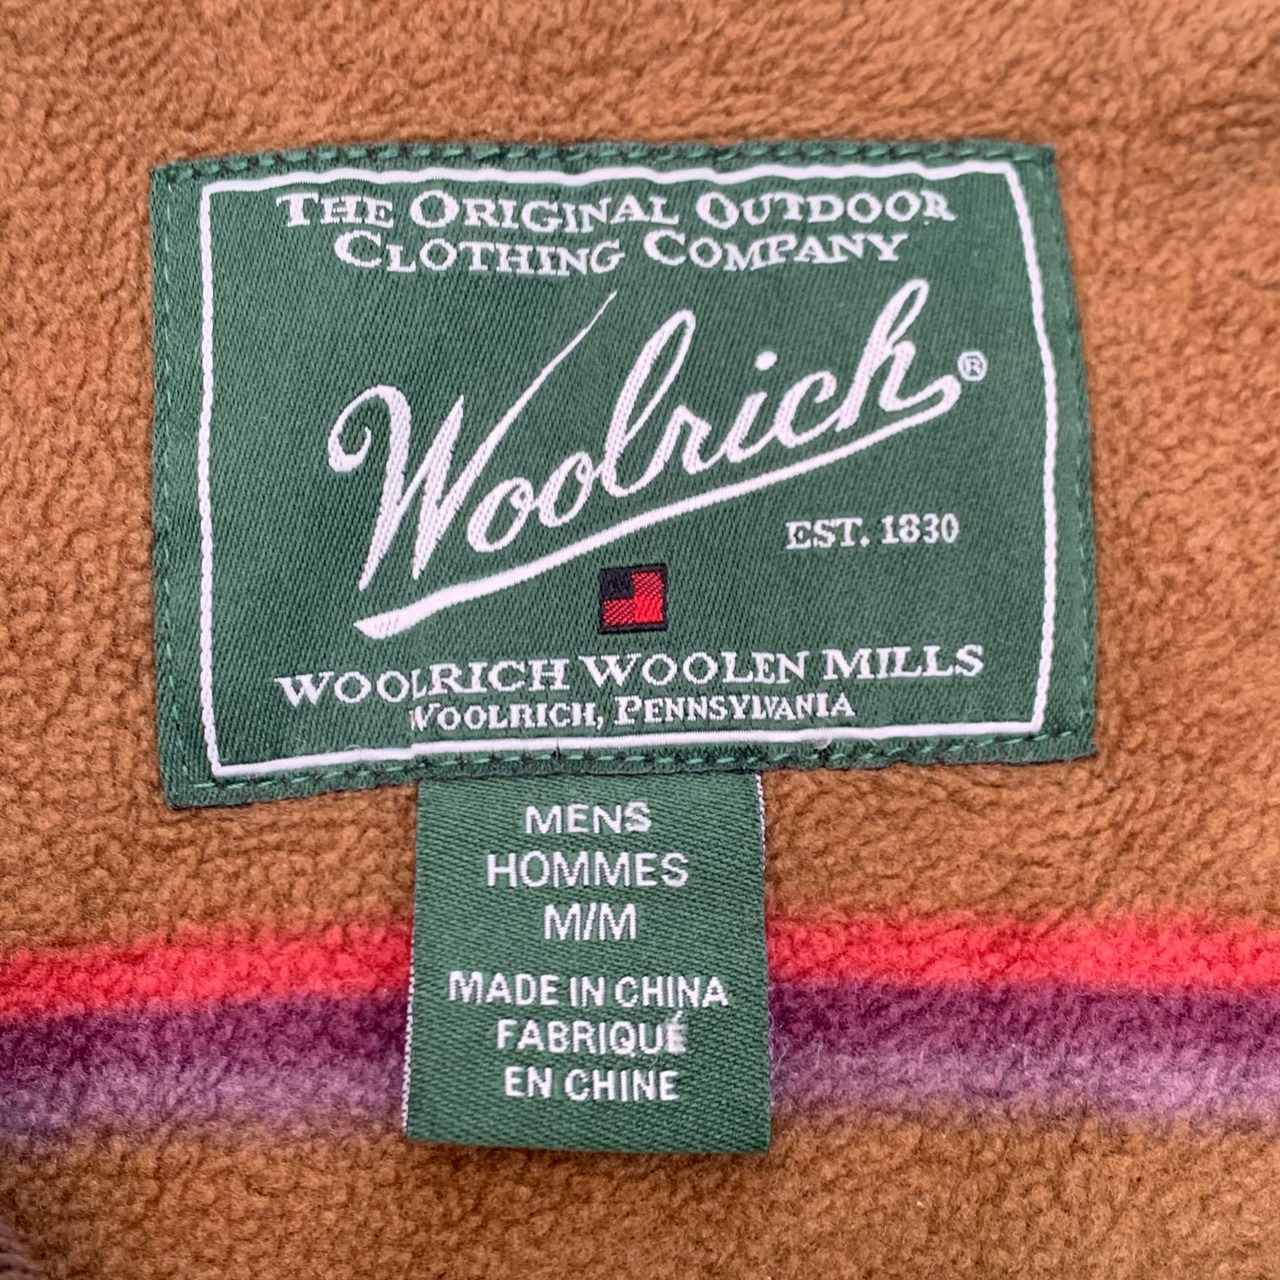 THE ORIGINAL OUTDOOR
CLOTHING COMPANY
Woolrich®
EST. 1830
WOOLRICH WOOLEN MILLS
WOOLRICH, PENNSYLVANIA
MENS
HOMMES
M/M
MADE IN CHINA
FABRIQUÉ
EN CHINE